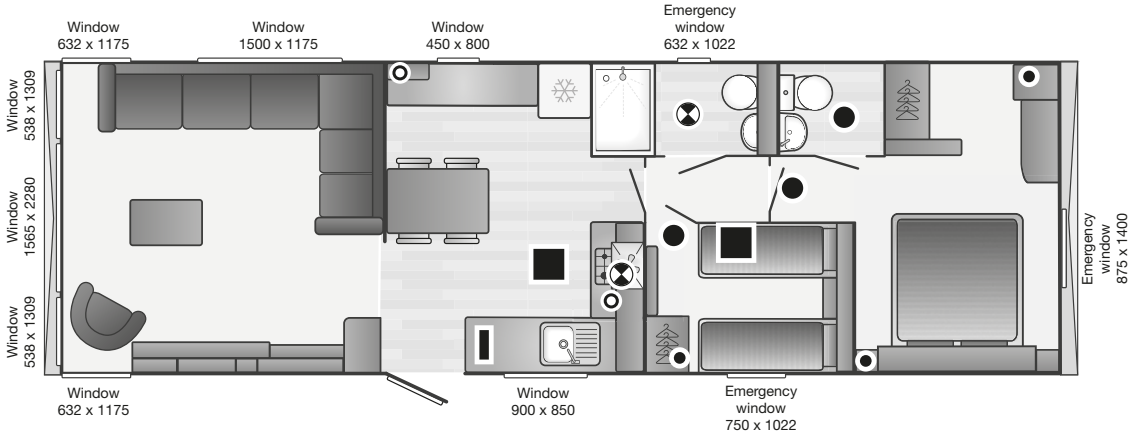 Window
632 x 1175
Window
1500 x 1175
Window
450 x 800
Emergency
window
632 x 1022
Window
538 x 1309
Window
1565 x 2280
Window
538 x 1309
Emergency
window
875 x 1400
Window
632 x 1175
Window
900 x 850
Emergency
window
750 x 1022